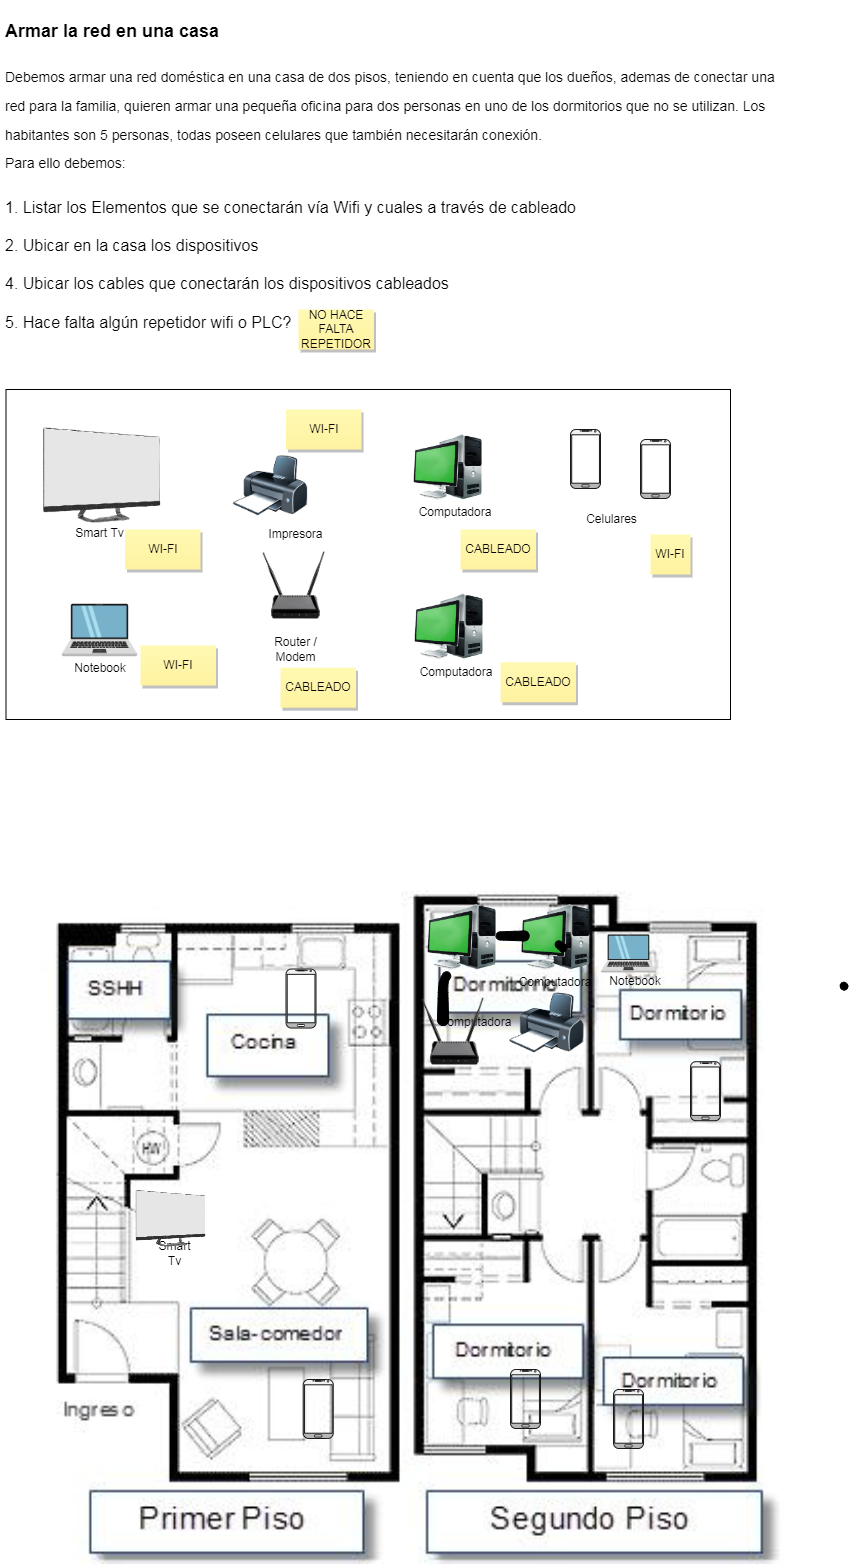 Armar la red en una casa
Debemos armar una red doméstica en una casa de dos pisos, teniendo en cuenta que los dueños, ademas de conectar una
red para la familia, quieren armar una pequeña oficina para dos personas en uno de los dormitorios que no se utilizan. Los
habitantes son 5 personas, todas poseen celulares que también necesitarán conexión.
Para ello debemos:
1. Listar los Elementos que se conectarán vía Wifi y cuales a través de cableado
2. Ubicar en la casa los dispositivos
4. Ubicar los cables que conectarán los dispositivos cableados
5. Hace falta algún repetidor wifi o PLC?
NO HACE
FALTA
REPETIDOR
WI-FI
Computadora
Celulares
Smart Tv
Impresora
WI-FI
CABLEADO
WI-FI
Router /
Modem
Notebook
WI-FI
Computadora
CABLEADO
CABLEADO
SSHH
Dormitorio
Computadora
Notebook
Dormitorio
Computadora
Cocina
HW
Smart
Tv
Sala-comedor
Dormitorio
Dormitorio
Ingreso
Primer Piso
Segundo Piso